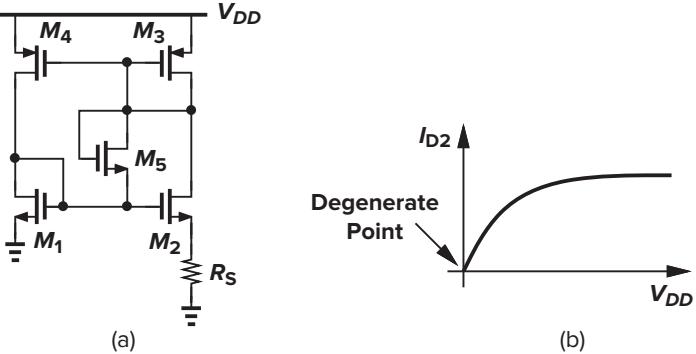 V_DD
M_4
M_3
M_5
M_1
M_2
R_S
(a)
I_D2
Degenerate
Point
V_DD
(b)